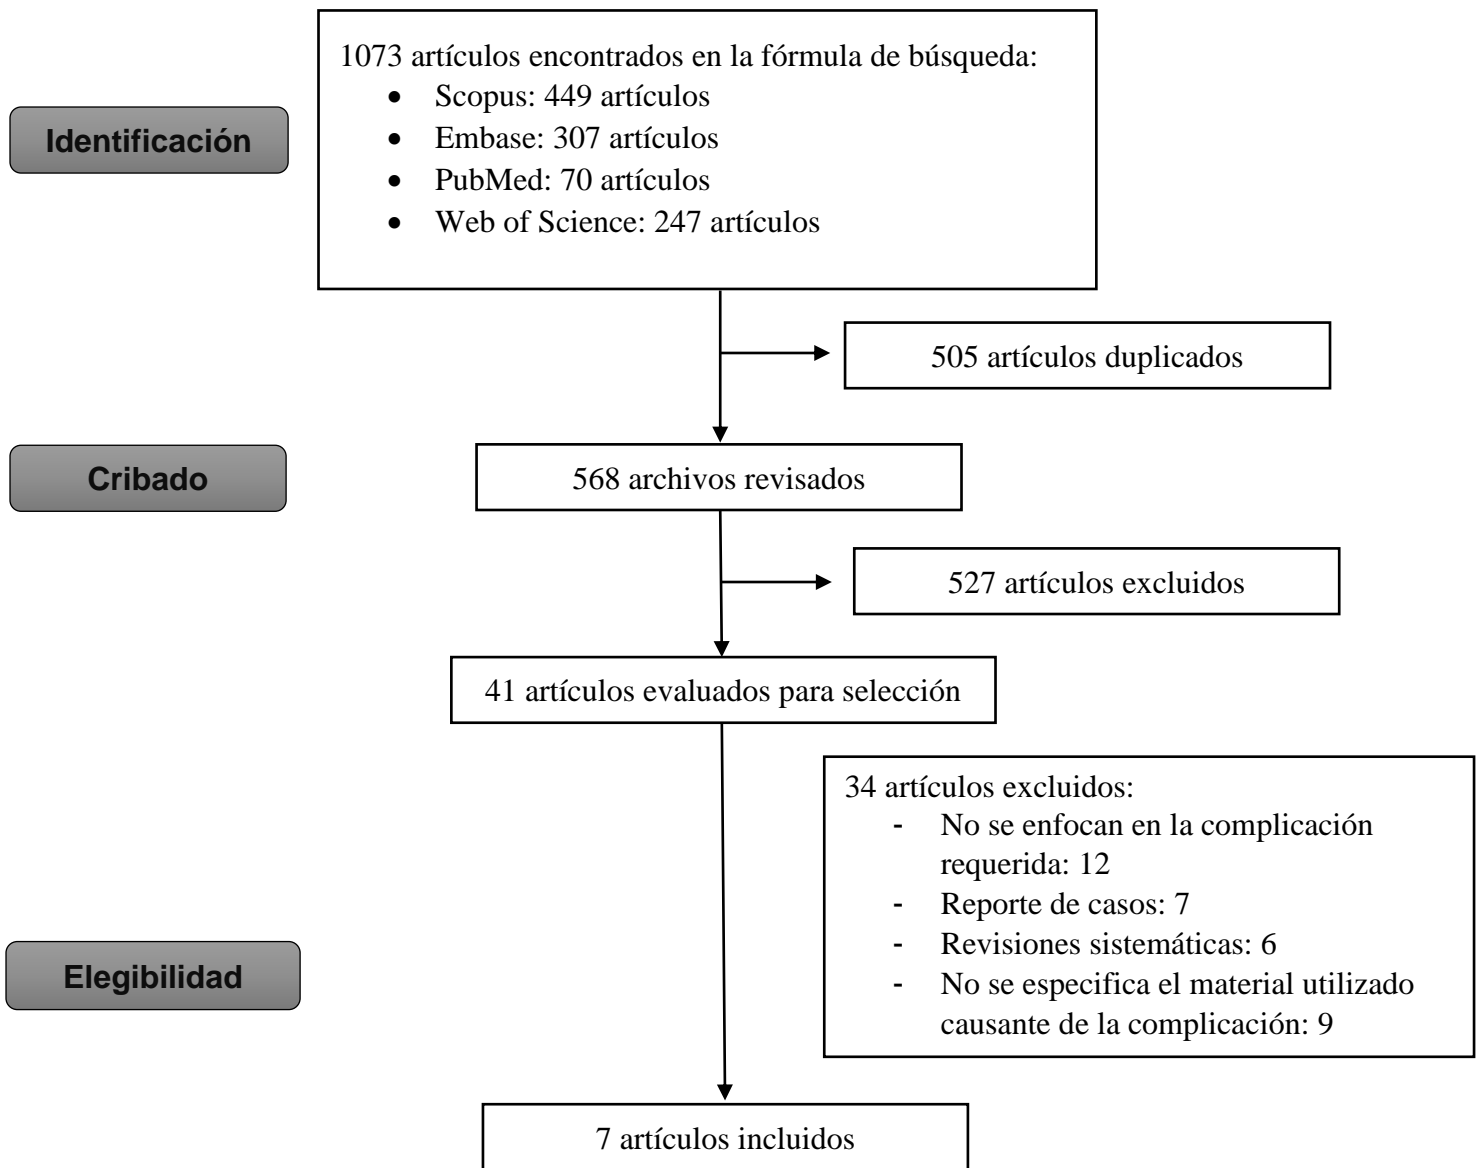 1073 artículos encontrados en la fórmula de búsqueda:
• Scopus: 449 artículos
• Embase: 307 artículos
• PubMed: 70 artículos
• Web of Science: 247 artículos
Identificación
505 artículos duplicados
Cribado
568 archivos revisados
527 artículos excluidos
41 artículos evaluados para selección
34 artículos excluidos:
- No se enfocan en la complicación
requerida: 12
- Reporte de casos: 7
- Revisiones sistemáticas: 6
- No se especifica el material utilizado
causante de la complicación: 9
Elegibilidad
7 artículos incluidos